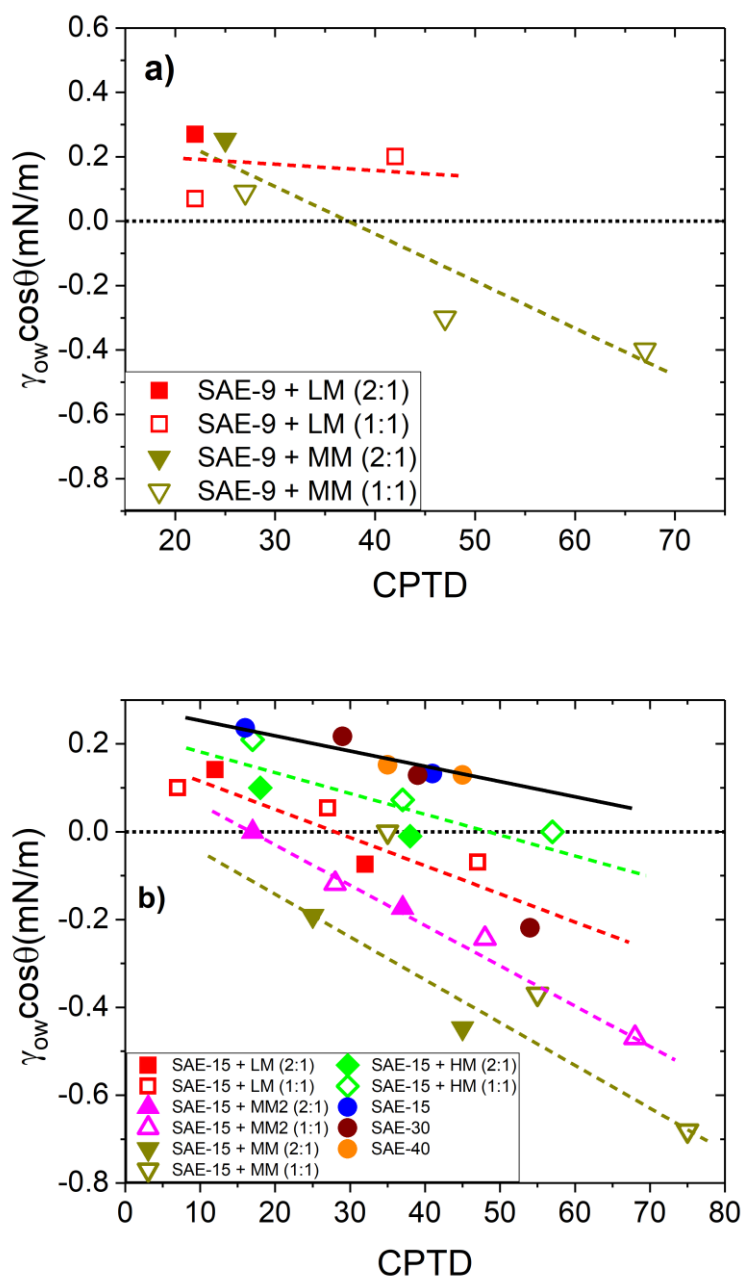 a)
0.6
0.4
0.2
0.0
-0.2
-0.4
-0.6
-0.8
γowcosθ(mN/m)
SAE-9 + LM (2:1)
SAE-9 + LM (1:1)
SAE-9 + MM (2:1)
SAE-9 + MM (1:1)
20 30 40 50 60 70
CPTD
0.2
0.0
-0.2
-0.4
-0.6
-0.8
γowcosθ(mN/m)
b)
SAE-15 + LM (2:1) SAE-15 + HM (2:1)
SAE-15 + LM (1:1) SAE-15 + HM (1:1)
SAE-15 + MM2 (2:1) SAE-15
SAE-15 + MM2 (1:1) SAE-30
SAE-15 + MM (2:1) SAE-40
SAE-15 + MM (1:1)
0 10 20 30 40 50 60 70 80
CPTD